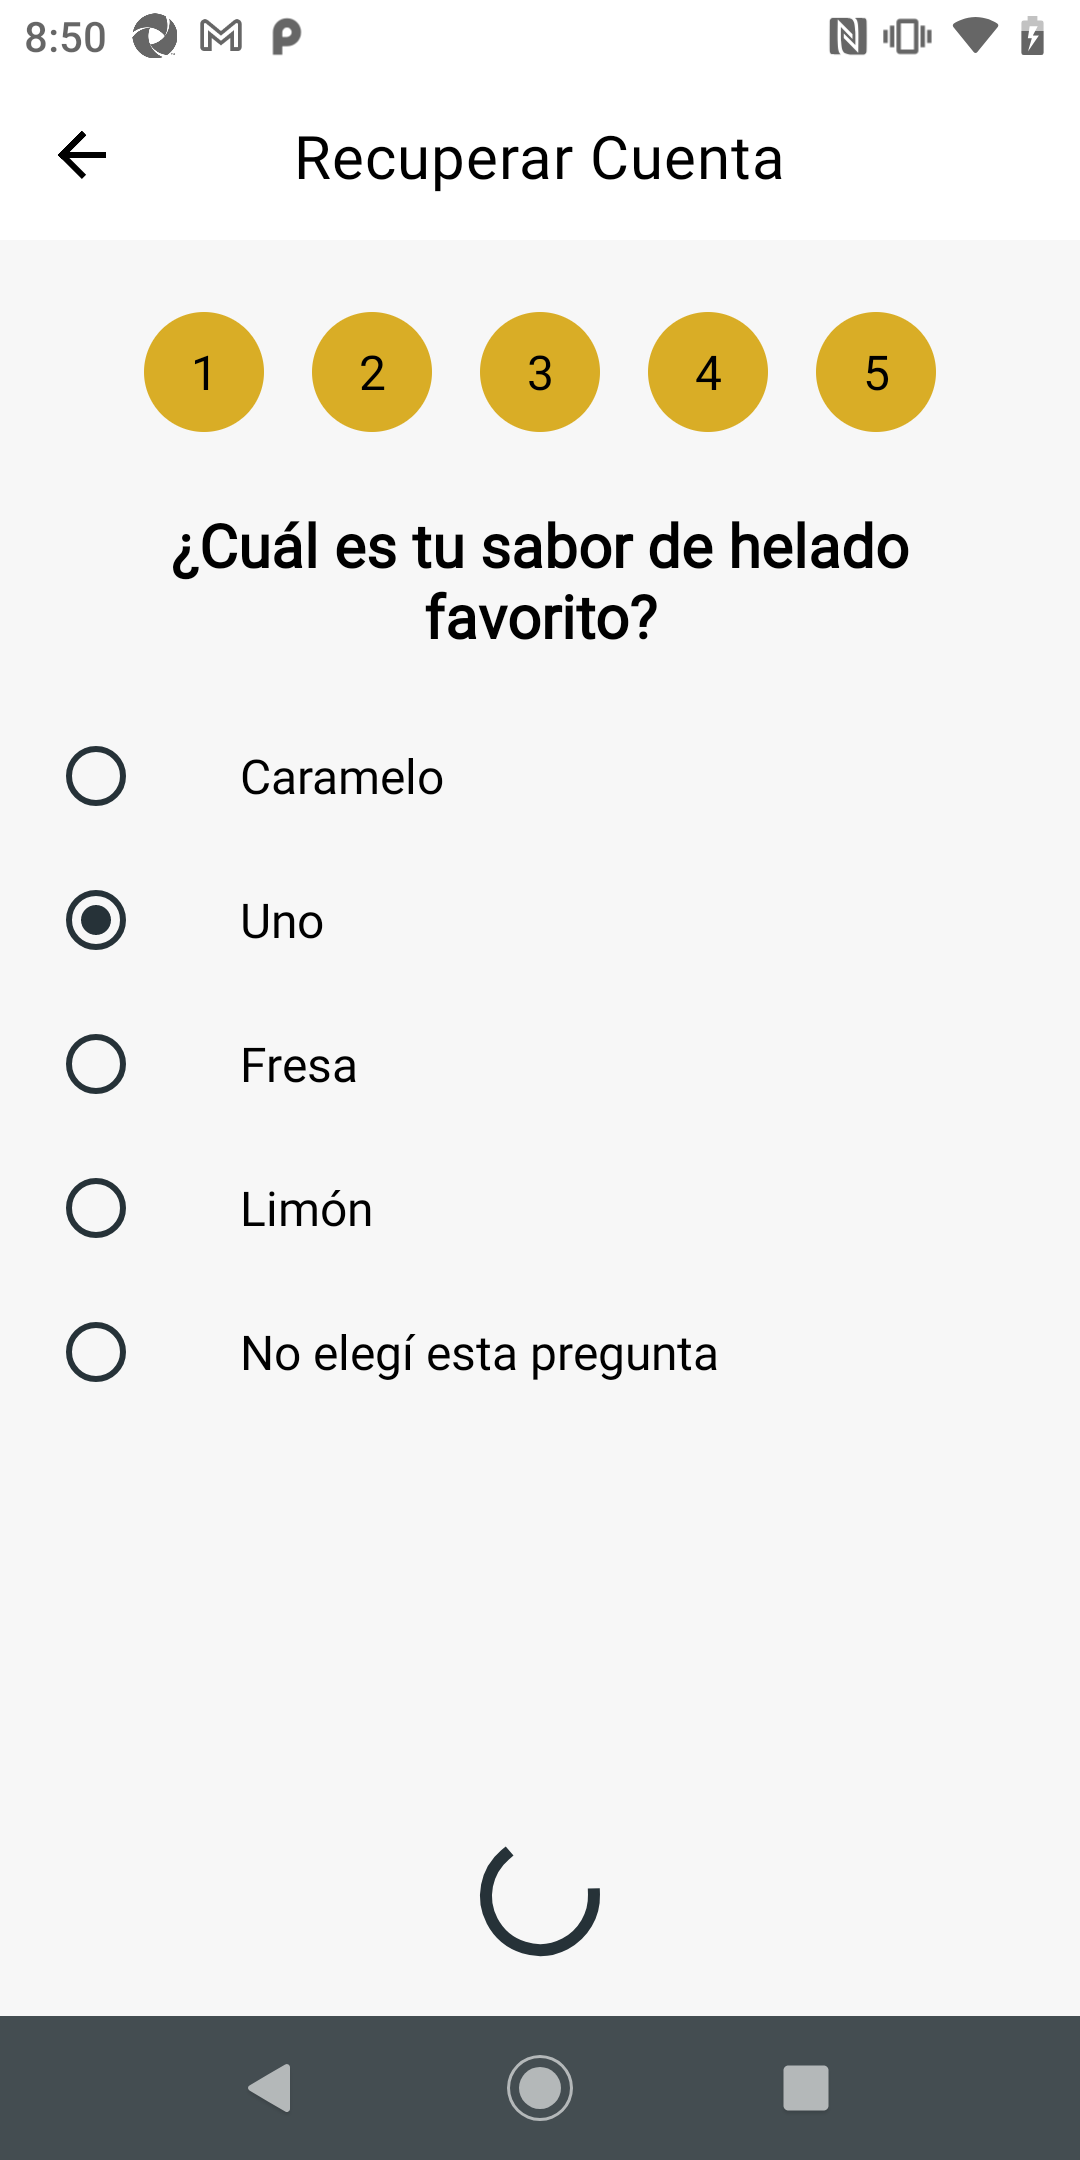 8:50
Recuperar Cuenta
1 2 3 4 5
¿Cuál es tu sabor de helado
favorito?
Caramelo
Uno
Fresa
Limón
No elegí esta pregunta